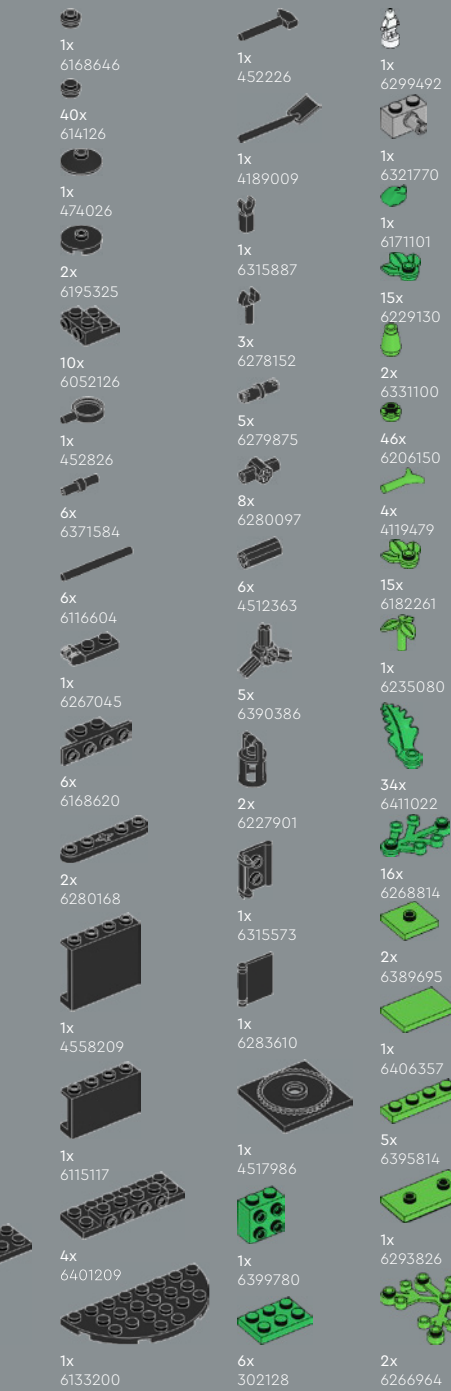 1x
6168646
40x
614126
1x
474026
2x
6195325
10x
6052126
1x
452826
6x
6371584
6x
6116604
1x
6267045
6x
6168620
2x
6280168
1x
4558209
1x
6115117
4x
6401209
1x
6133200
1x
452226
1x
4189009
1x
6315887
3x
6278152
5x
6279875
8x
6280097
6x
4512363
5x
6390386
2x
6227901
1x
6315573
1x
6283610
1x
4517986
1x
6399780
6x
302128
1x
6299492
1x
6321770
1x
6171101
15x
6229130
2x
6331100
46x
6206150
4x
4119479
15x
6182261
1x
6235080
34x
6411022
16x
6268814
2x
6389695
1x
6406357
5x
6395814
1x
6293826
2x
6266964